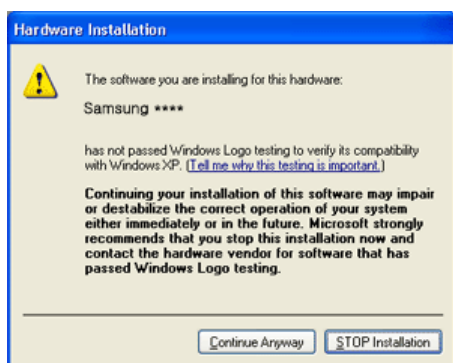 Hardware Installation
The software you are installing for this hardware:
Samsung ****
has not passed Windows Logo testing to verify its compatibility
with Windows XP. (Tell me why this testing is important.)
Continuing your installation of this software may impair
or destabilize the correct operation of your system
either immediately or in the future. Microsoft strongly
recommends that you stop this installation now and
contact the hardware vendor for software that has
passed Windows Logo testing.
Continue Anyway
STOP Installation